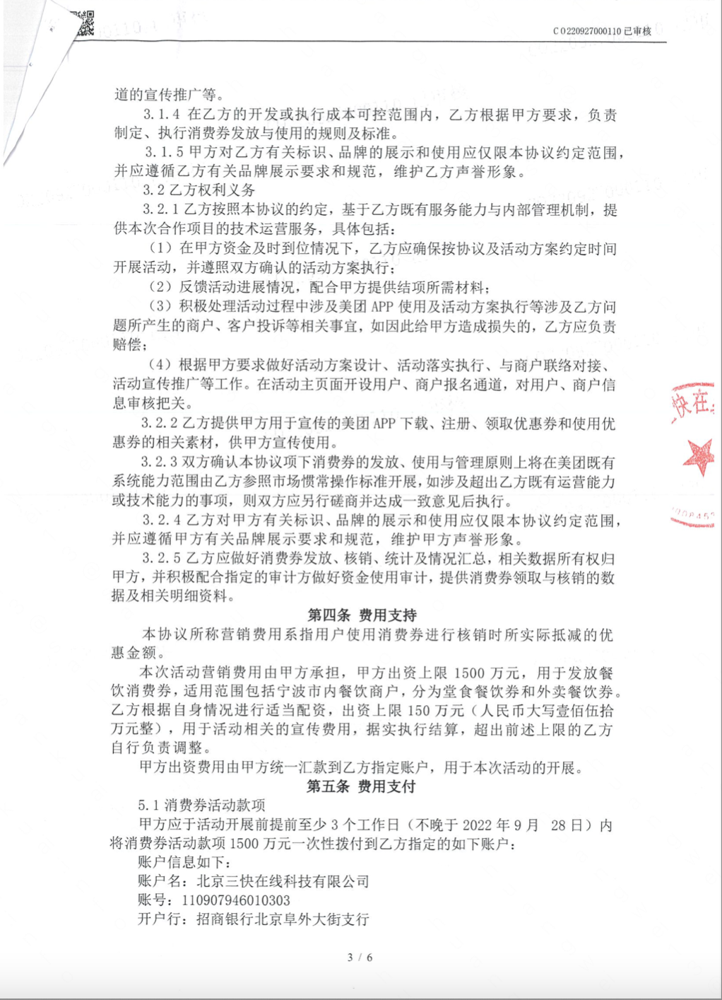 CO220927000110 已审核
道的宣传推广等。
3.1.4 在乙方的开发或执行成本可控范围内，乙方根据甲方要求，负责
制定、执行消费券发放与使用的规则及标准。
3.1.5 甲方对乙方有关标识、品牌的展示和使用应仅限本协议约定范围，
并应遵循乙方有关品牌展示要求和规范，维护乙方声誉形象。
3.2 乙方权利义务
3.2.1 乙方按照本协议的约定，基于乙方既有服务能力与内部管理机制，提
供本次合作项目的技术运营服务，具体包括：
（1）在甲方资金及时到位情况下，乙方应确保按协议及活动方案约定时间
开展活动，并遵照双方确认的活动方案执行；
（2）反馈活动进展情况，配合甲方提供结项所需材料；
（3）积极处理活动过程中涉及美团 APP 使用及活动方案执行等涉及乙方问
题所产生的商户、客户投诉等相关事宜，如因此给甲方造成损失的，乙方应负责
赔偿；
（4）根据甲方要求做好活动方案设计、活动落实执行、与商户联络对接、
活动宣传推广等工作。在活动主页面开设用户、商户报名通道，对用户、商户信
息审核把关。
3.2.2 乙方提供甲方用于宣传的美团 APP 下载、注册、领取优惠券和使用优
惠券的相关素材，供甲方宣传使用。
3.2.3 双方确认本协议项下消费券的发放、使用与管理原则上将在美团既有
系统能力范围由乙方参照市场惯常操作标准开展，如涉及超出乙方既有运营能力
或技术能力的事项，则双方应另行磋商并达成一致意见后执行。
3.2.4 乙方对甲方有关标识、品牌的展示和使用应仅限本协议约定范围，
并应遵循甲方有关品牌展示要求和规范，维护甲方声誉形象。
3.2.5 乙方应做好消费券发放、核销、统计及情况汇总，相关数据所有权归
甲方，并积极配合指定的审计方做好资金使用审计，提供消费券领取与核销的数
据及相关明细资料。
第四条 费用支持
本协议所称营销费用系指用户使用消费券进行核销时所实际抵减的优
惠金额。
本次活动营销费用由甲方承担，甲方出资上限 1500 万元，用于发放餐
饮消费券，适用范围包括宁波市内餐饮商户，分为堂食餐饮券和外卖餐饮券。
乙方根据自身情况进行适当配资，出资上限 150 万元（人民币大写壹佰伍拾
万元整），用于活动相关的宣传费用，据实执行结算，超出前述上限的乙方
自行负责调整。
甲方出资费用由甲方统一汇款到乙方指定账户，用于本次活动的开展。
第五条 费用支付
5.1 消费券活动款项
甲方应于活动开展前提前至少 3 个工作日（不晚于 2022 年 9 月 28 日）内
将消费券活动款项 1500 万元一次性拨付到乙方指定的如下账户：
账户信息如下：
账户名：北京三快在线科技有限公司
账号：110907946010303
开户行：招商银行北京阜外大街支行
3 / 6
快在